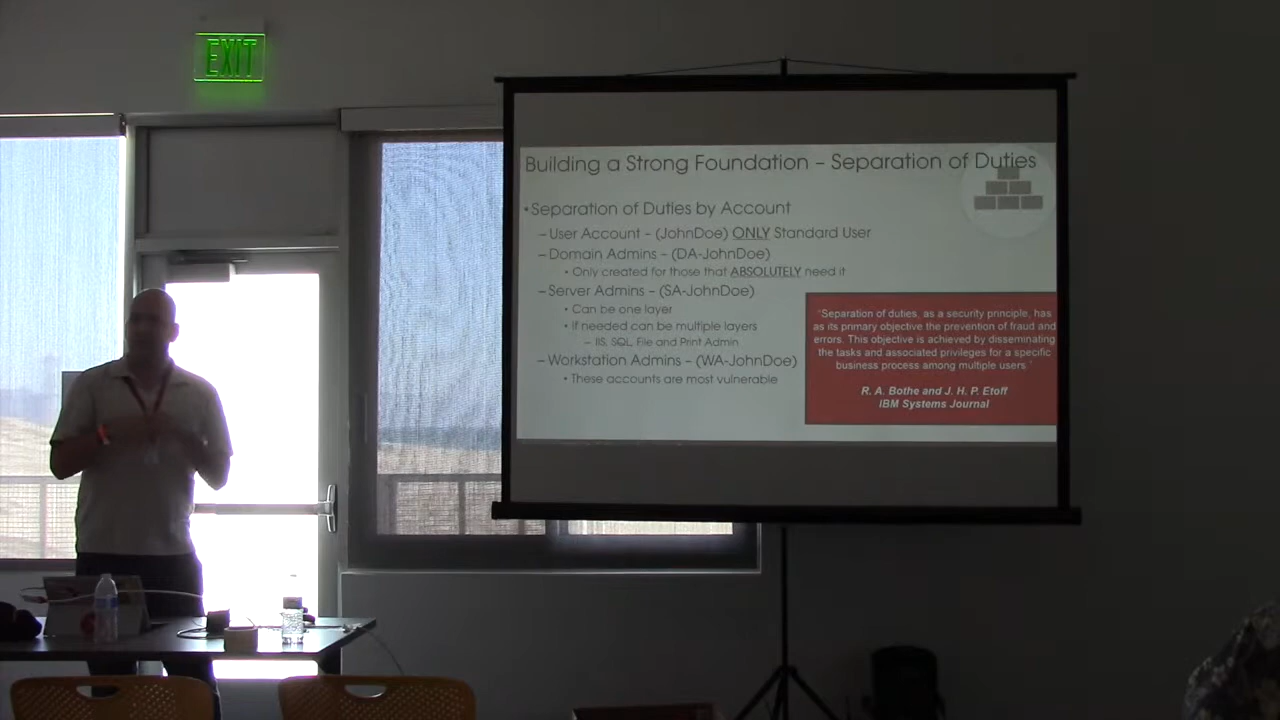 EXIT
Building a Strong Foundation – Separation of Duties
•Separation of Duties by Account
–User Account - (JohnDoe) ONLY Standard User
–Domain Admins - (DA-JohnDoe)
• Only created for those that ABSOLUTELY need it
–Server Admins - (SA-JohnDoe)
• Can be one layer
• If needed can be multiple layers
– IIS, SQL, File and Print Admin
–Workstation Admins - (WA-JohnDoe)
• These accounts are most vulnerable
"Separation of duties, as a security principle, has
as its primary objective the prevention of fraud and
errors. This objective is achieved by disseminating
the tasks and associated privileges for a specific
business process among multiple users."
R. A. Bothe and J. H. P. Etoff
IBM Systems Journal